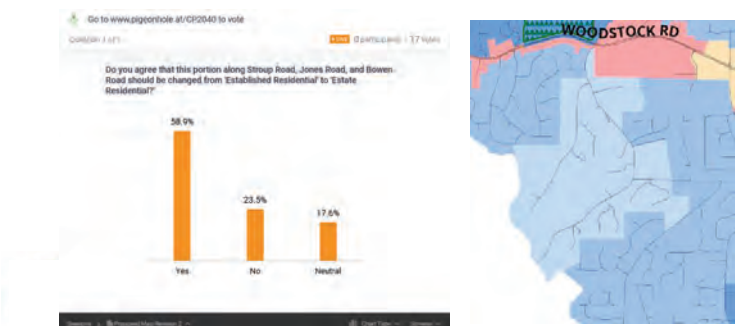 Go to www.pigeonhole.at/CP2040 to vote
17 votes
Do you agree that this portion along Stroup Road, Jones Road, and Bowen
Road should be changed from 'Established Residential' to 'Estate
Residential?'
58.9%
23.5%
17.6%
Yes
No
Neutral
WOODSTOCK RD